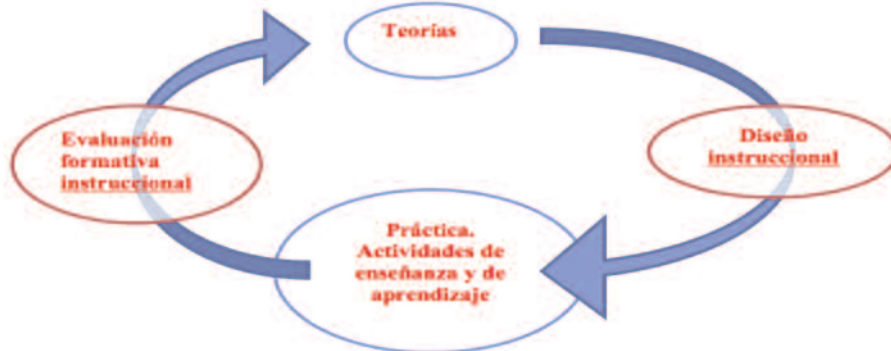 Teorías
Diseño
instruccional
Práctica.
Actividades de
enseñanza y de
aprendizaje
Evaluación
formativa
instruccional